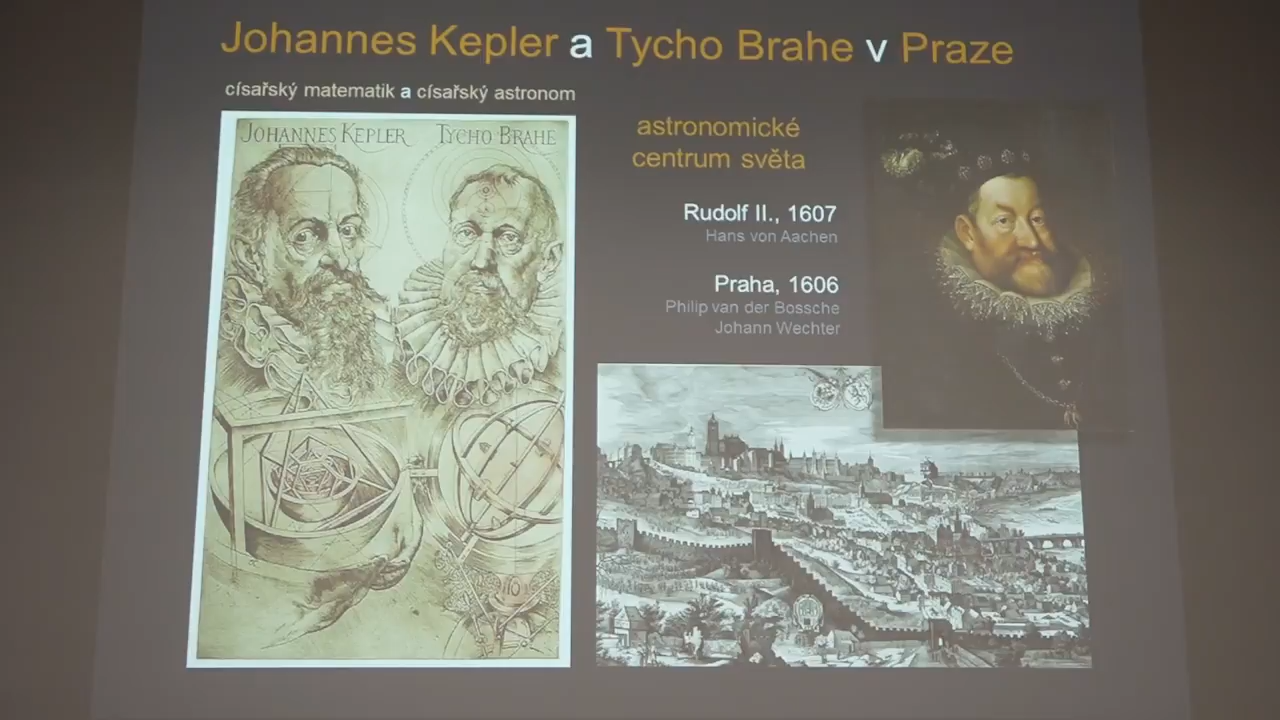 Johannes Kepler a Tycho Brahe v Praze
císařský matematik a císařský astronom
JOHANNES KEPLER TYCHO BRAHE
astronomické
centrum světa
Rudolf II., 1607
Hans von Aachen
Praha, 1606
Philip van der Bossche
Johann Wechter